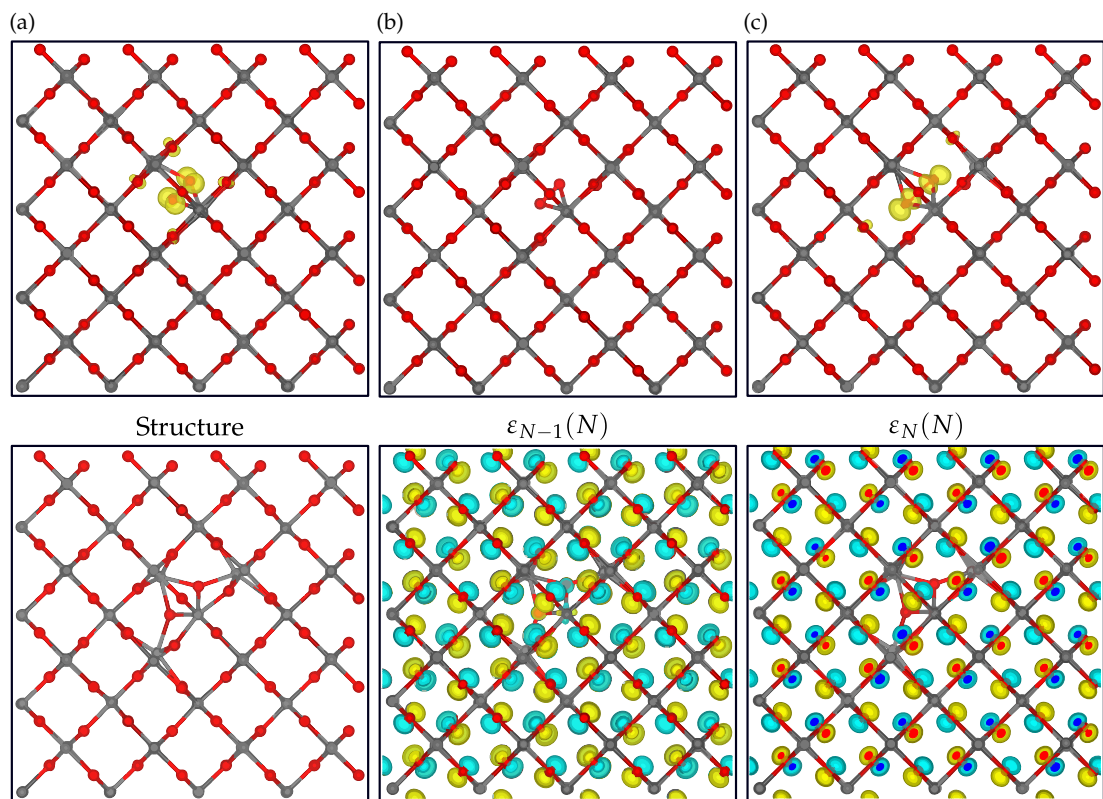 (a)
(b)
(c)
Structure
ε_{N−1}(N)
ε_N(N)